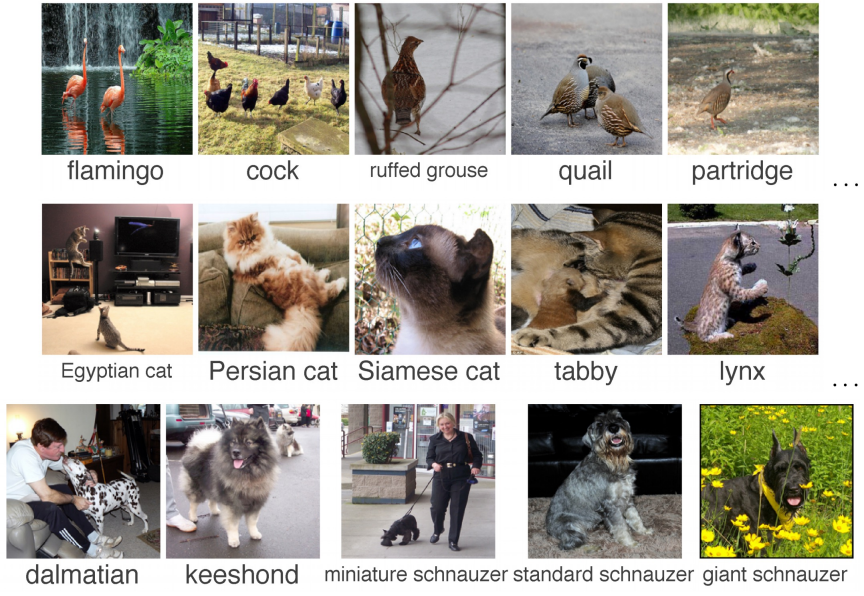 flamingo
cock
ruffed grouse
quail
partridge
...
Egyptian cat
Persian cat
Siamese cat
tabby
lynx
...
dalmatian
keeshond
miniature schnauzer
standard schnauzer
giant schnauzer